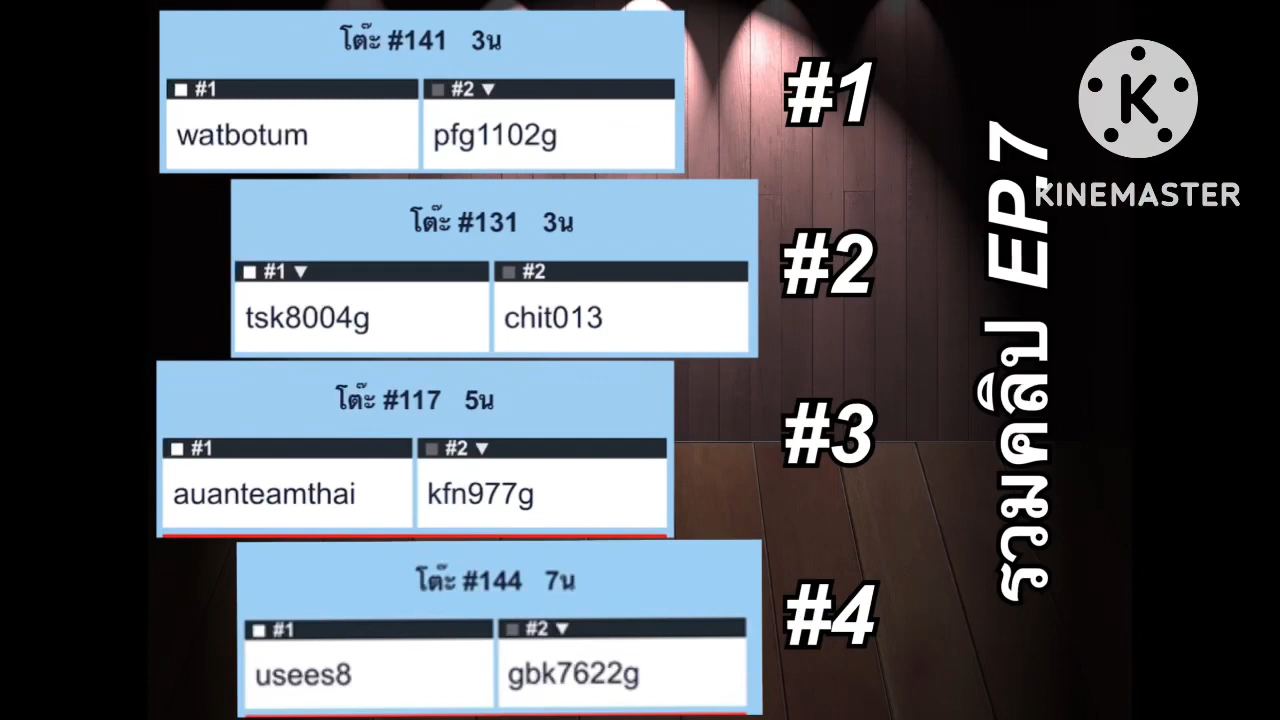 โต๊ะ #141 3น
#1 #2 ▼
watbotum pfg1102g
#1
โต๊ะ #131 3น
#1 ▼ #2
tsk8004g chit013
#2
โต๊ะ #117 5น
#1 #2 ▼
auanteamthai kfn977g
#3
โต๊ะ #144 7น
#1 #2 ▼
usees8 gbk7622g
#4
รวมคลิป EP.7
K
KINEMASTER